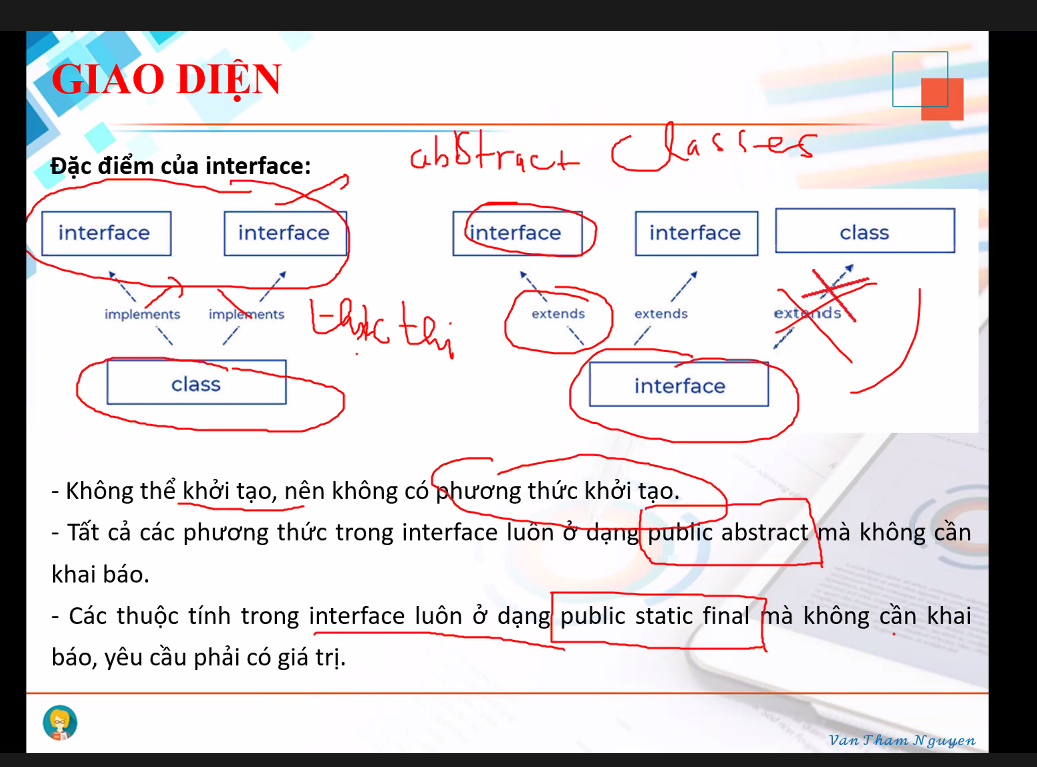 GIAO DIỆN
abstract classes
Đặc điểm của interface:
interface interface interface interface class
implements implements extends extends extends
thực thi
class interface
- Không thể khởi tạo, nên không có phương thức khởi tạo.
- Tất cả các phương thức trong interface luôn ở dạng public abstract mà không cần
khai báo.
- Các thuộc tính trong interface luôn ở dạng public static final mà không cần khai
báo, yêu cầu phải có giá trị.
Van Tham Nguyen